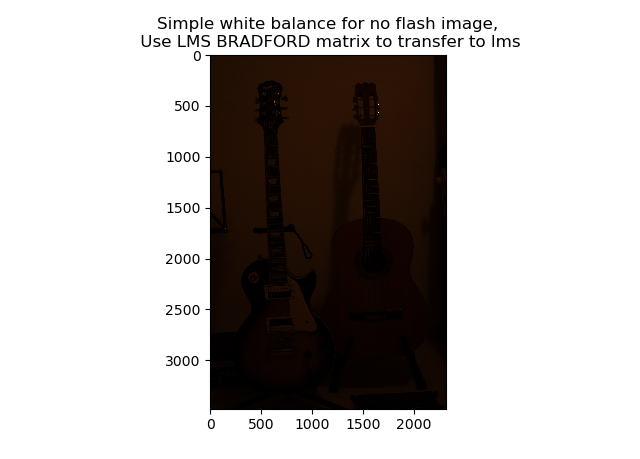 Simple white balance for no flash image,
Use LMS BRADFORD matrix to transfer to lms
0
500
1000
1500
2000
2500
3000
0 500 1000 1500 2000